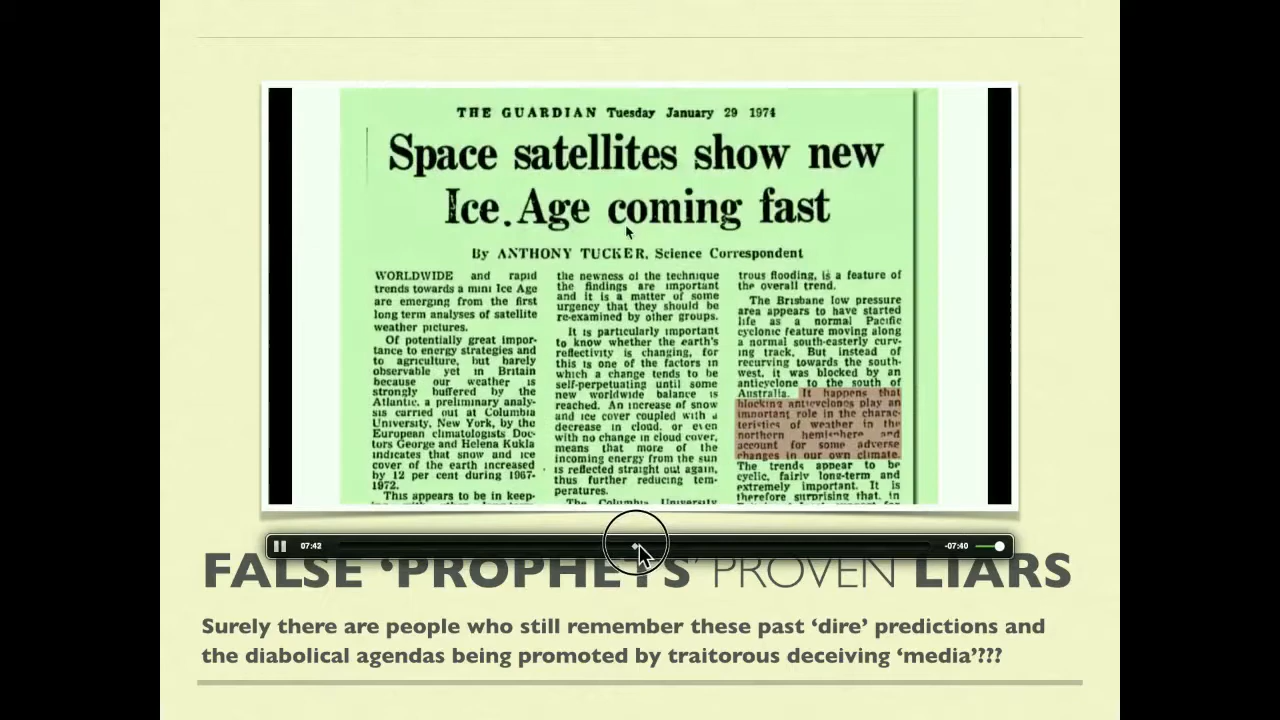 THE GUARDIAN Tuesday January 29 1974
Space satellites show new
Ice Age coming fast
By ANTHONY TUCKER, Science Correspondent
WORLDWIDE and rapid
trends towards a mini Ice Age
are emerging from the first
long term analyses of satellite
weather pictures.
Of potentially great impor-
tance to energy strategies and
to agriculture, but barely
observable yet in Britain
because our weather is
strongly buffered by the
Atlantic, a preliminary analy-
sis carried out at Columbia
University, New York, by the
European climatologists Doc-
tors George and Helena Kukla
indicates that snow and ice
cover of the earth increased
by 12 per cent during 1967-
1972.
This appears to be in keep-
the newness of the technique
the findings are important
and it is a matter of some
urgency that they should be
re-examined by other groups.
It is particularly important
to know whether the earth's
reflectivity is changing, for
this is one of the factors in
which a change tends to be
self-perpetuating until some
new worldwide balance is
reached. An increase of snow
and ice cover coupled with a
decrease in cloud, or even
with no change in cloud cover,
means that more of the
incoming energy from the sun
is reflected straight out again,
thus further reducing tem-
peratures.
The Columbia University
trous flooding, is a feature of
the overall trend.
The Brisbane low pressure
area appears to have started
life as a normal Pacific
cyclonic feature moving along
a normal south-easterly curv-
ing track. But instead of
recurving towards the south-
west, it was blocked by an
anticyclone to the south of
Australia. It happens that
blocking anticyclones play an
important role in the charac-
teristics of weather in the
northern hemisphere and
account for some adverse
changes in our own climate.
The trends appear to be
cyclic, fairly long-term and
extremely important. It is
therefore surprising that, in
07:42
-07:40
FALSE ‘PROPHETS’ PROVEN LIARS
Surely there are people who still remember these past ‘dire’ predictions and
the diabolical agendas being promoted by traitorous deceiving ‘media’???